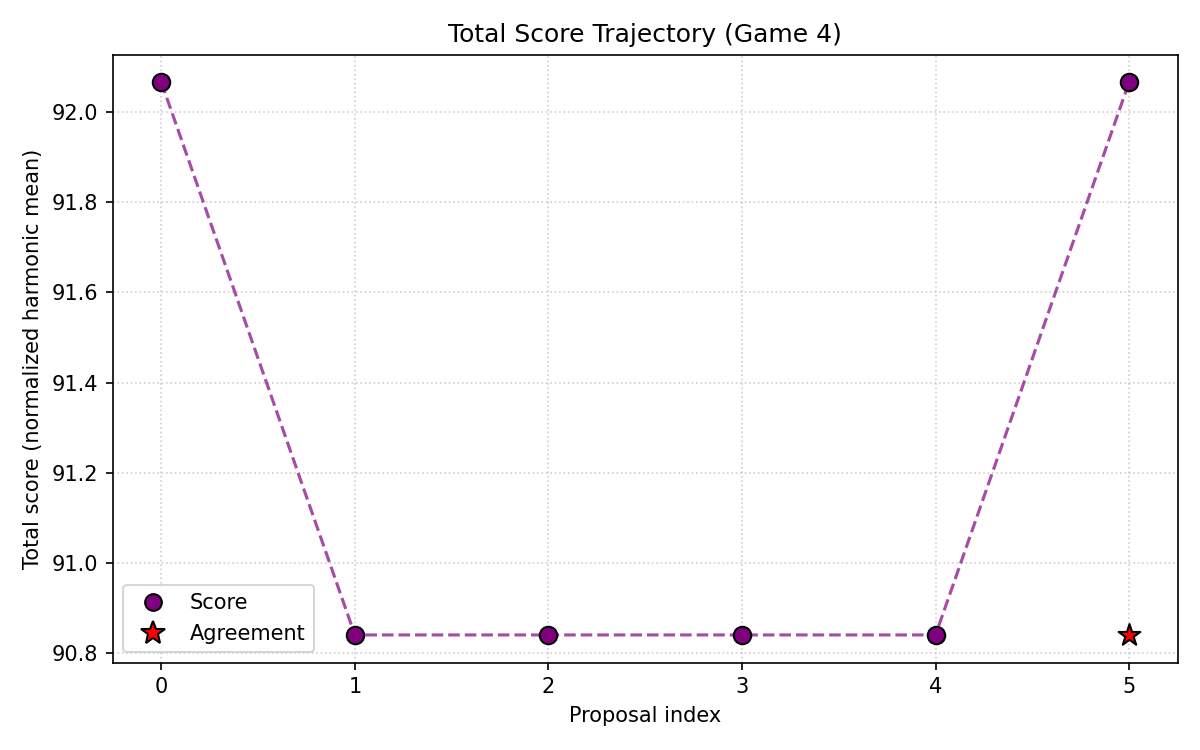 Total Score Trajectory (Game 4)
Total score (normalized harmonic mean)
92.0
91.8
91.6
91.4
91.2
91.0
90.8
Score
Agreement
0 1 2 3 4 5
Proposal index